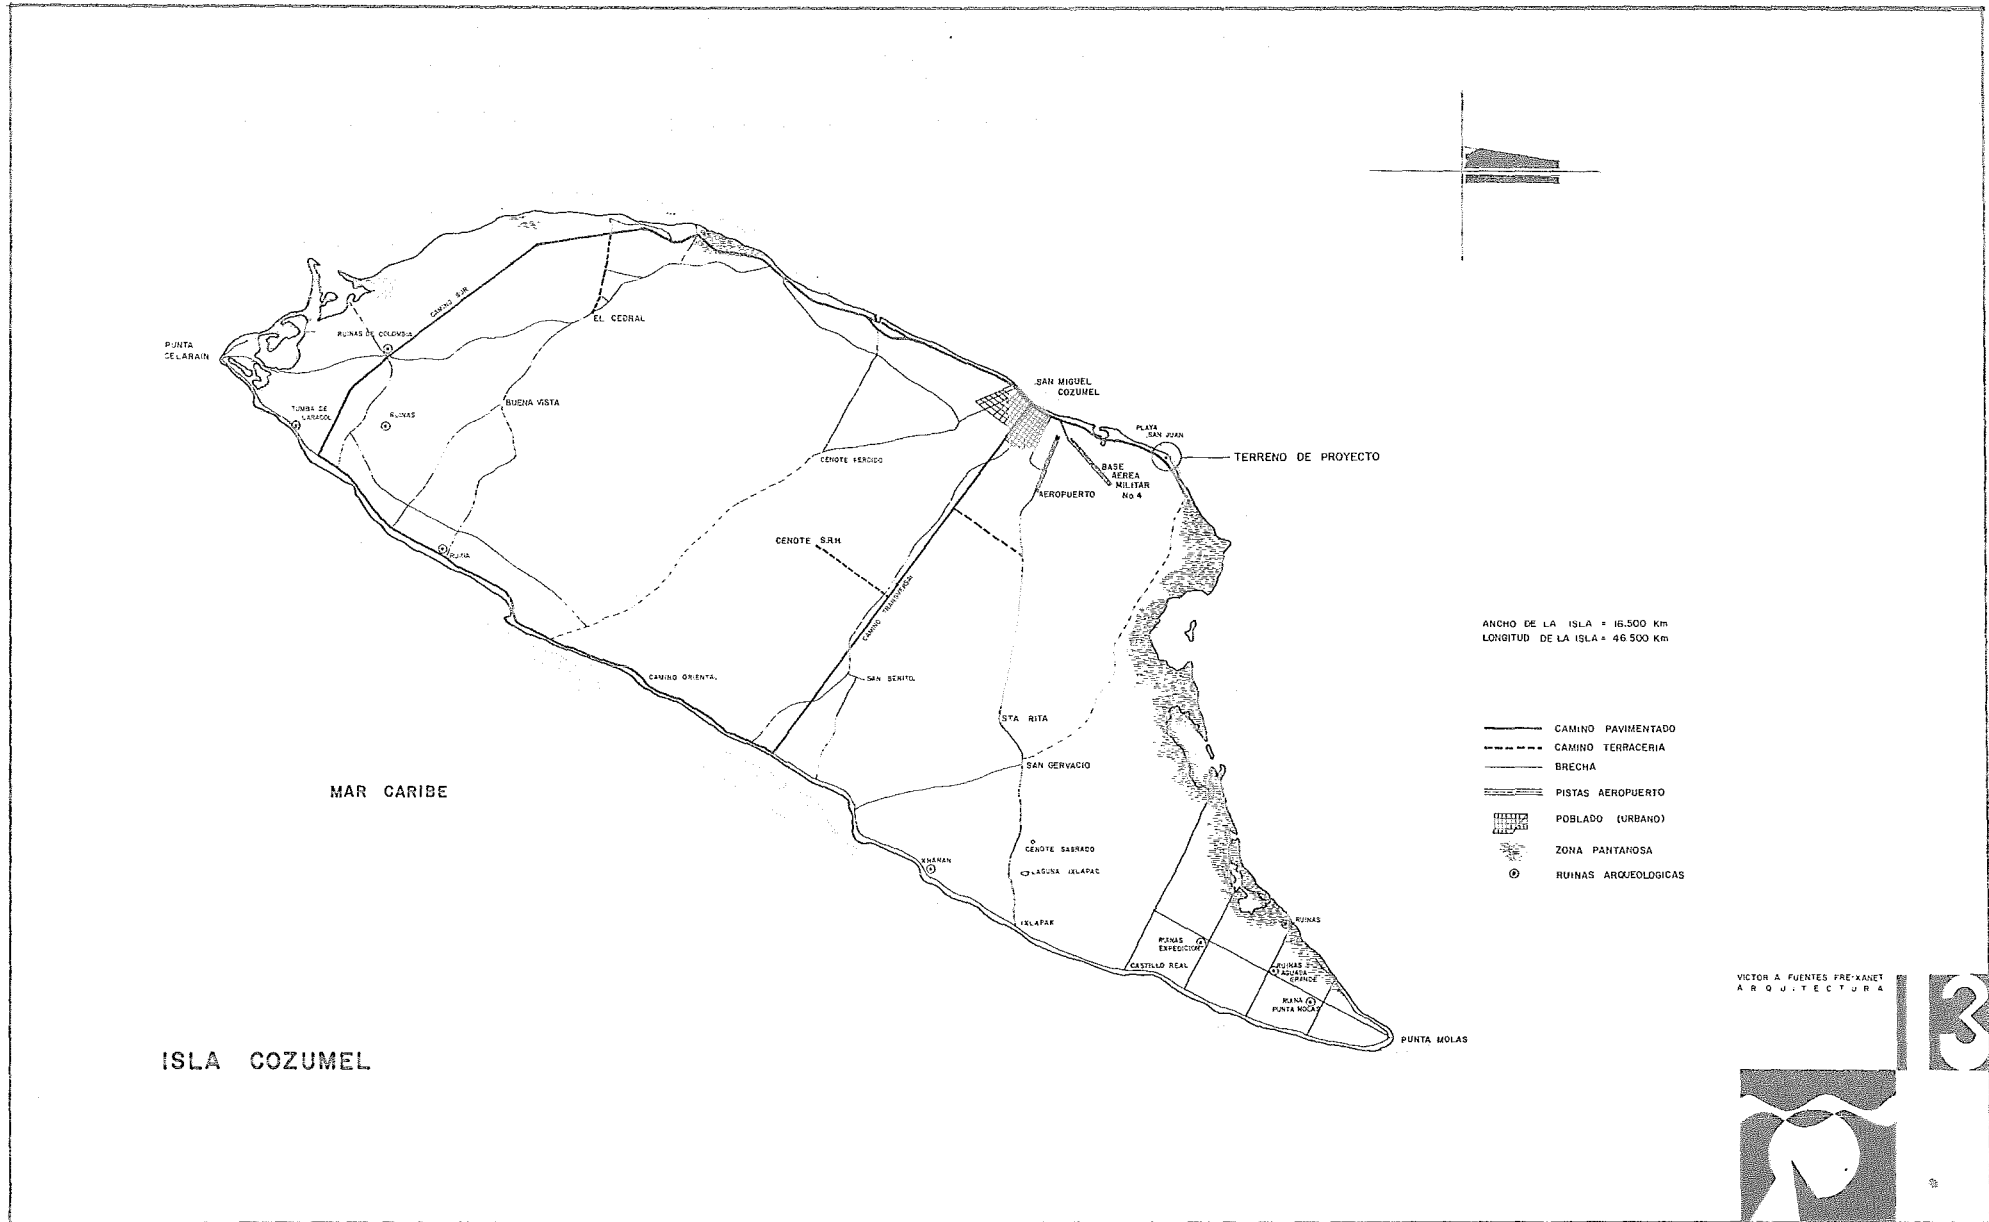 PUNTA
CELARAIN
RUINAS DE COLOMBIA
CAMINO SUR
EL CEDRAL
TUMBA DE
CARACOL
RUINAS
BUENA VISTA
RUINA
SAN MIGUEL
COZUMEL
PLAYA
SAN JUAN
TERRENO DE PROYECTO
BASE
AEREA
MILITAR
No 4
AEROPUERTO
CENOTE PERDIDO
CENOTE S.R.H.
CAMINO TRANSVERSAL
CAMINO ORIENTAL
SAN BENITO.
STA RITA
SAN GERVACIO
CENOTE SAGRADO
LAGUNA IXLAPAC
XHANAN
IXLAPAK
RUINAS
RUINAS
EXPEDICION
CASTILLO REAL
RUINAS
AGUADA
GRANDE
RUINA
PUNTA MOLAS
PUNTA MOLAS
MAR CARIBE
ISLA COZUMEL
ANCHO DE LA ISLA = 16.500 Km
LONGITUD DE LA ISLA = 46 500 Km
CAMINO PAVIMENTADO
CAMINO TERRACERIA
BRECHA
PISTAS AEROPUERTO
POBLADO (URBANO)
ZONA PANTANOSA
RUINAS ARQUEOLOGICAS
VICTOR A FUENTES FREIXANET
ARQUITECTURA
13